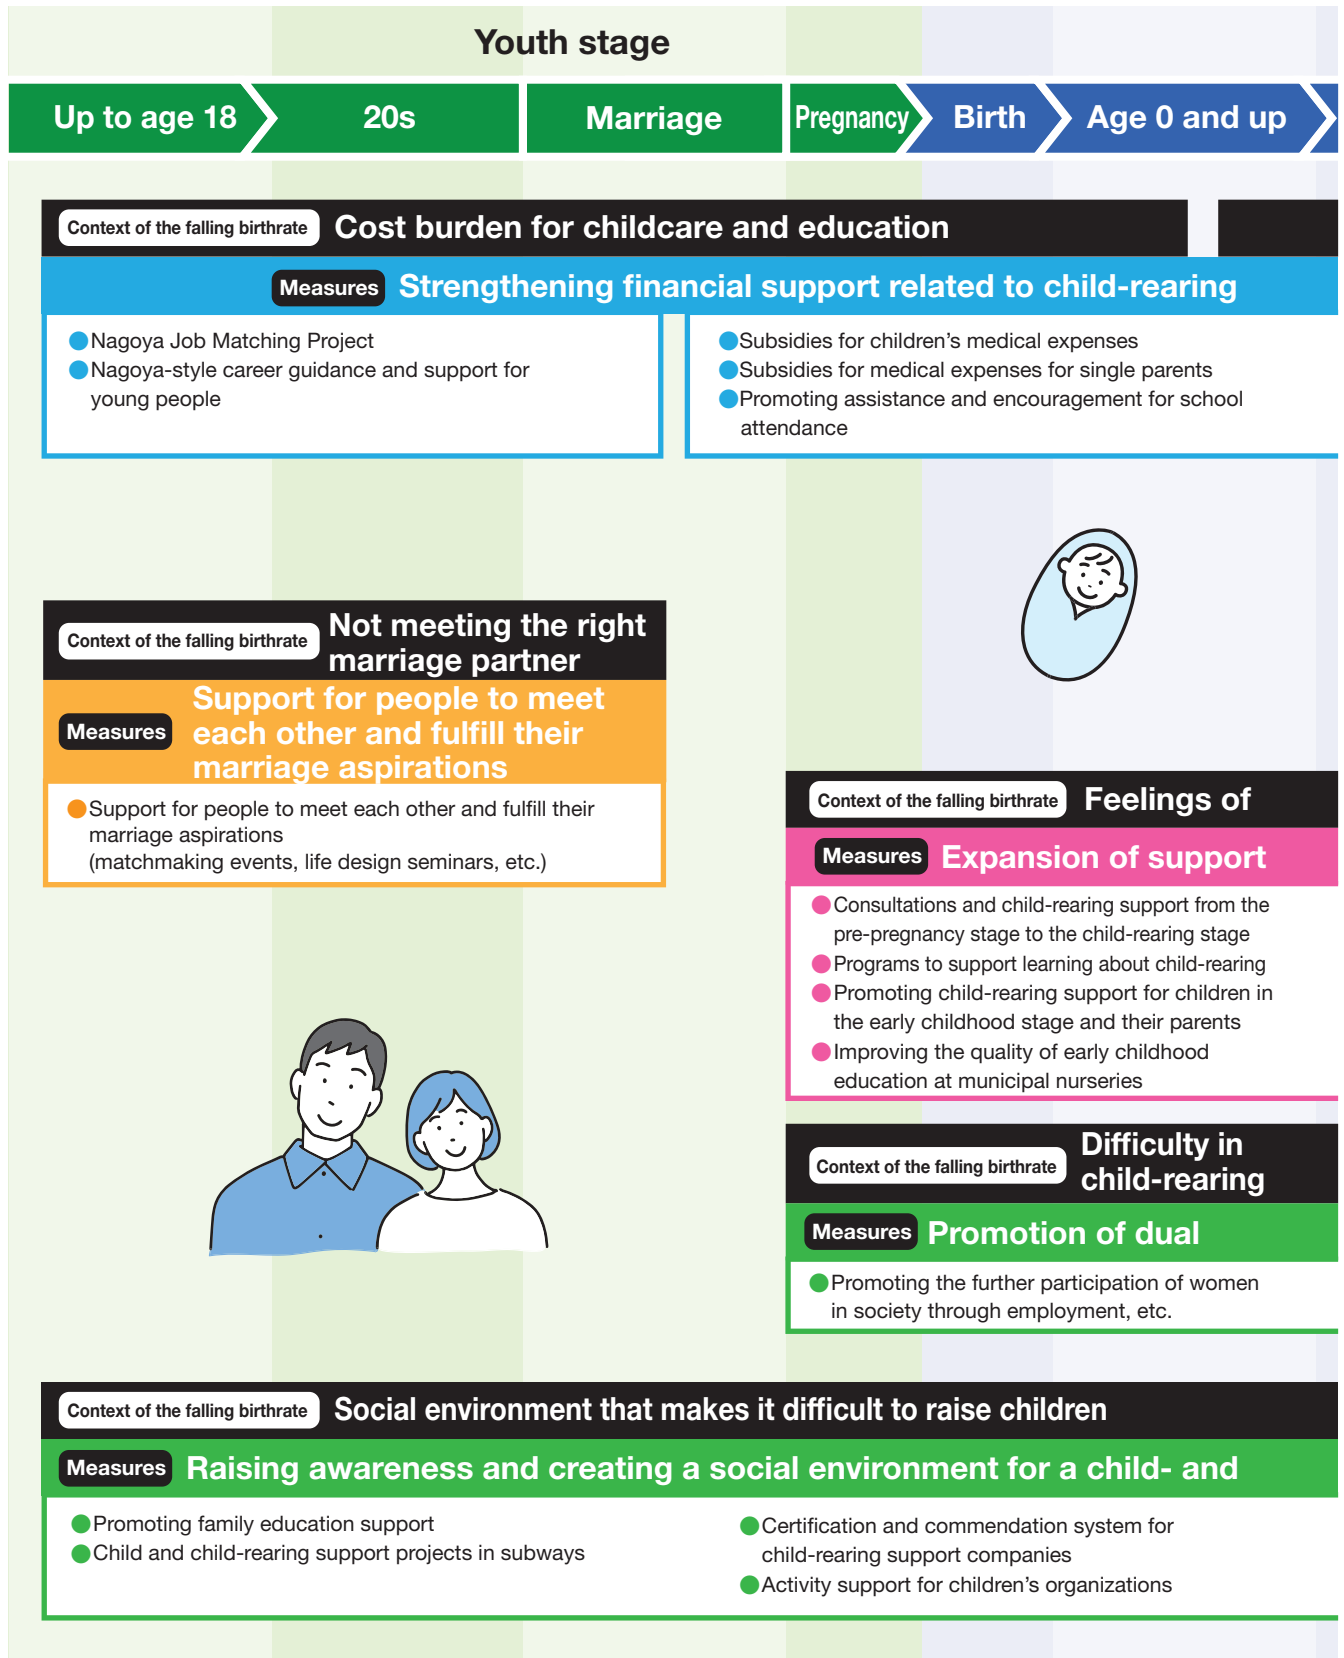 Youth stage
Up to age 18
20s
Marriage
Pregnancy
Birth
Age 0 and up
Context of the falling birthrate Cost burden for childcare and education
Measures Strengthening financial support related to child-rearing
●Nagoya Job Matching Project
●Nagoya-style career guidance and support for
young people
●Subsidies for children’s medical expenses
●Subsidies for medical expenses for single parents
●Promoting assistance and encouragement for school
attendance
Context of the falling birthrate
Not meeting the right
marriage partner
Measures
Support for people to meet
each other and fulfill their
marriage aspirations
●Support for people to meet each other and fulfill their
marriage aspirations
(matchmaking events, life design seminars, etc.)
Context of the falling birthrate Feelings of
Measures Expansion of support
●Consultations and child-rearing support from the
pre-pregnancy stage to the child-rearing stage
●Programs to support learning about child-rearing
●Promoting child-rearing support for children in
the early childhood stage and their parents
●Improving the quality of early childhood
education at municipal nurseries
Context of the falling birthrate
Difficulty in
child-rearing
Measures Promotion of dual
●Promoting the further participation of women
in society through employment, etc.
Context of the falling birthrate Social environment that makes it difficult to raise children
Measures Raising awareness and creating a social environment for a child- and
●Promoting family education support
●Child and child-rearing support projects in subways
●Certification and commendation system for
child-rearing support companies
●Activity support for children’s organizations